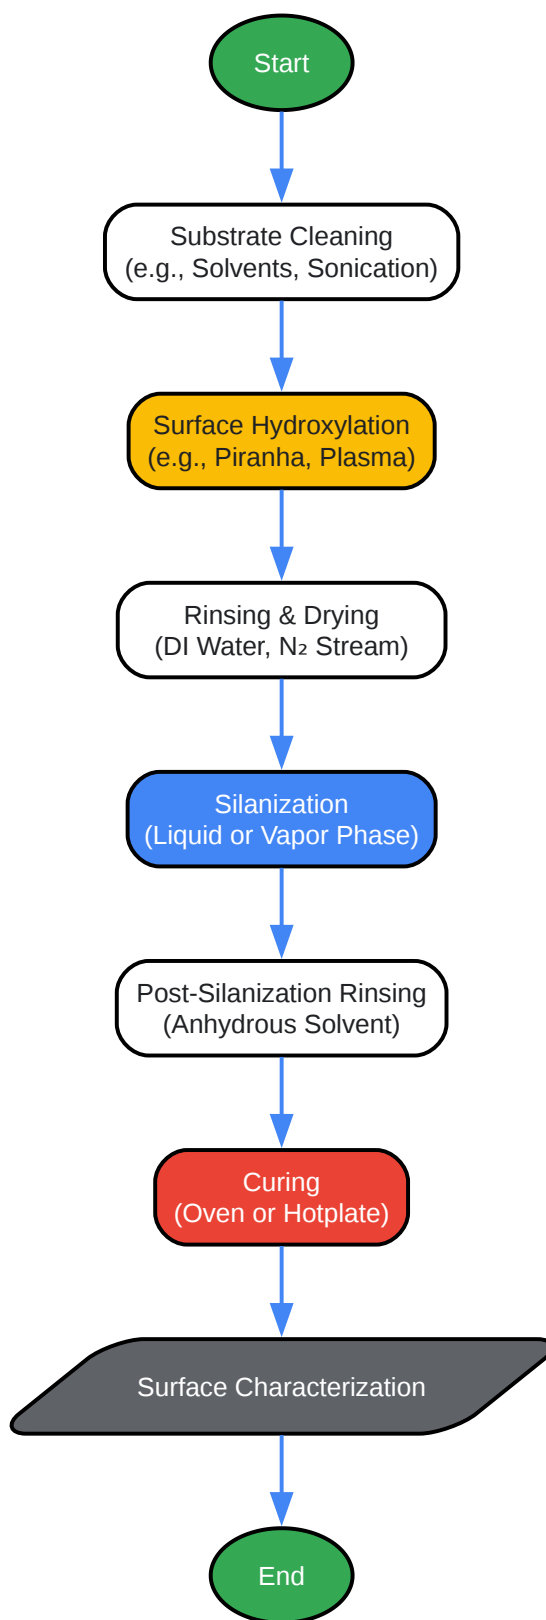 Start
Substrate Cleaning
(e.g., Solvents, Sonication)
Surface Hydroxylation
(e.g., Piranha, Plasma)
Rinsing & Drying
(DI Water, N₂ Stream)
Silanization
(Liquid or Vapor Phase)
Post-Silanization Rinsing
(Anhydrous Solvent)
Curing
(Oven or Hotplate)
Surface Characterization
End